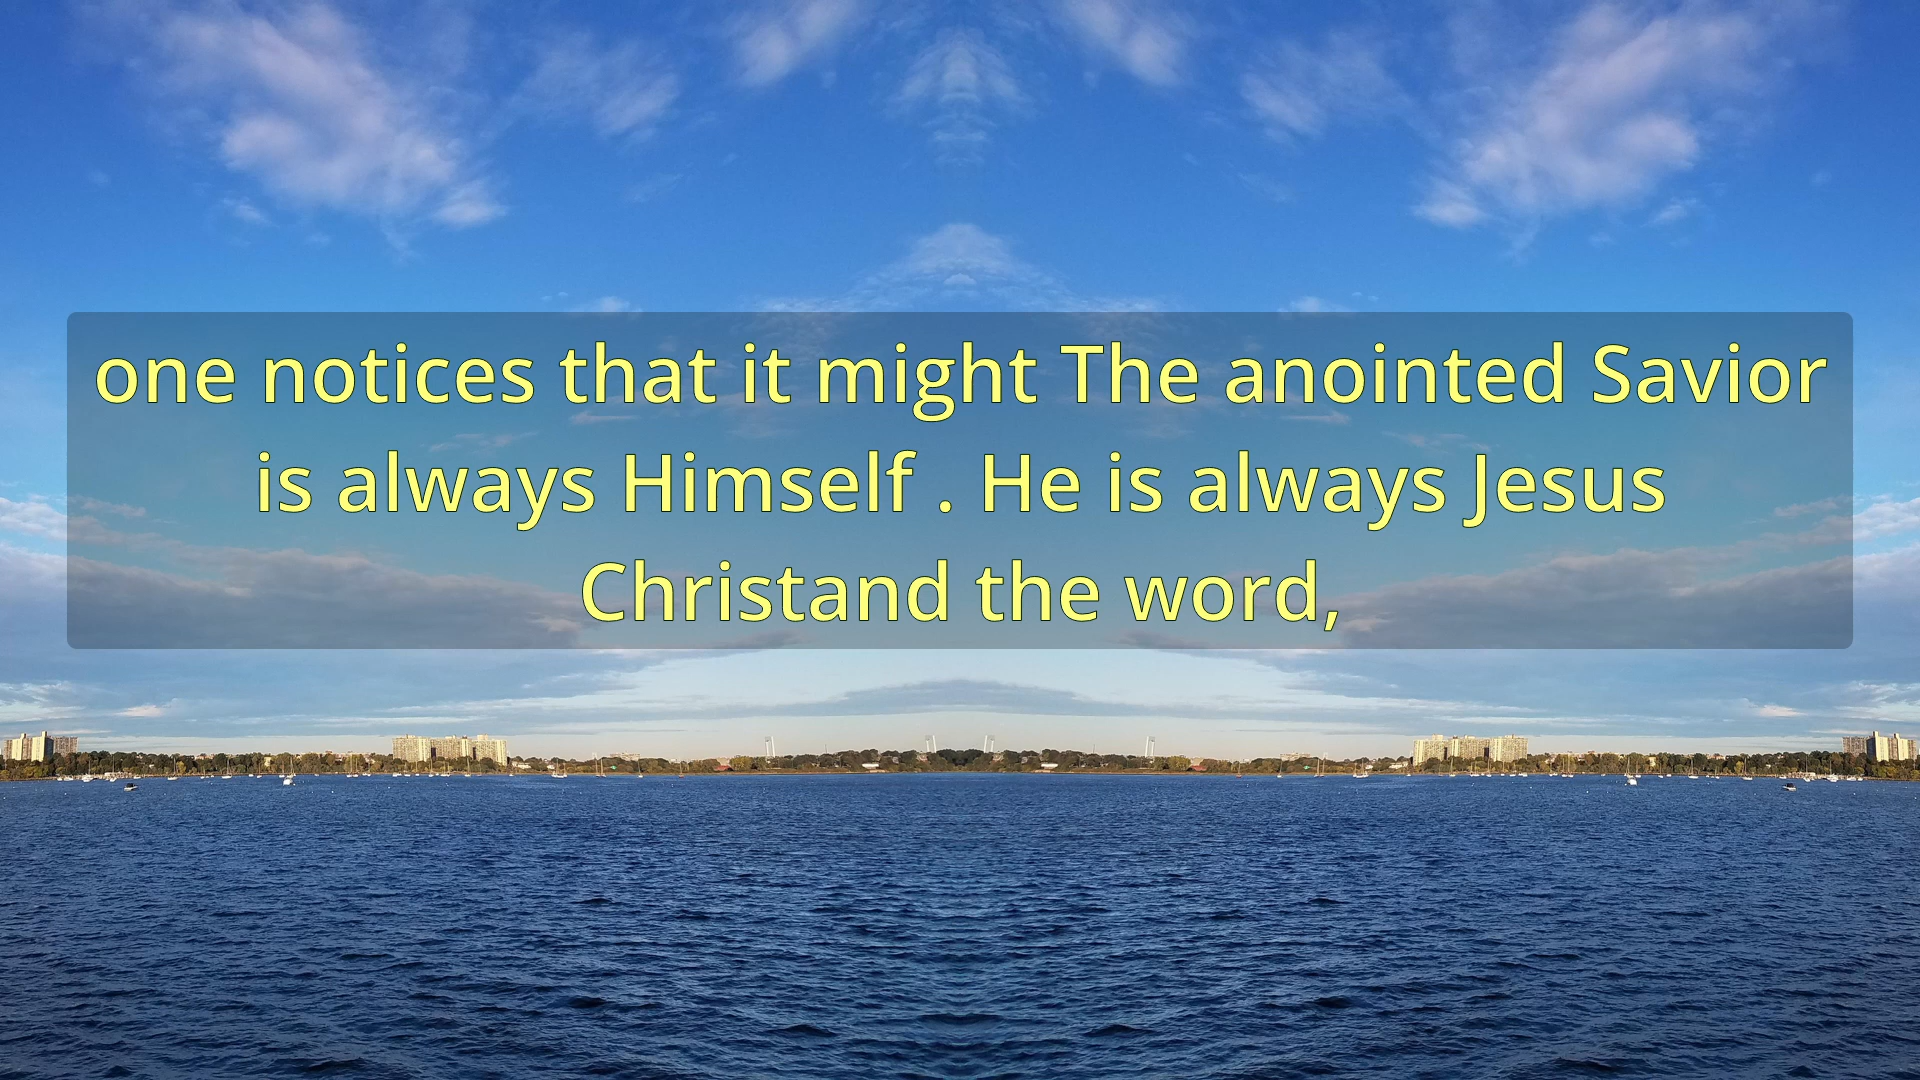 one notices that it might The anointed Savior
is always Himself . He is always Jesus
Christand the word,